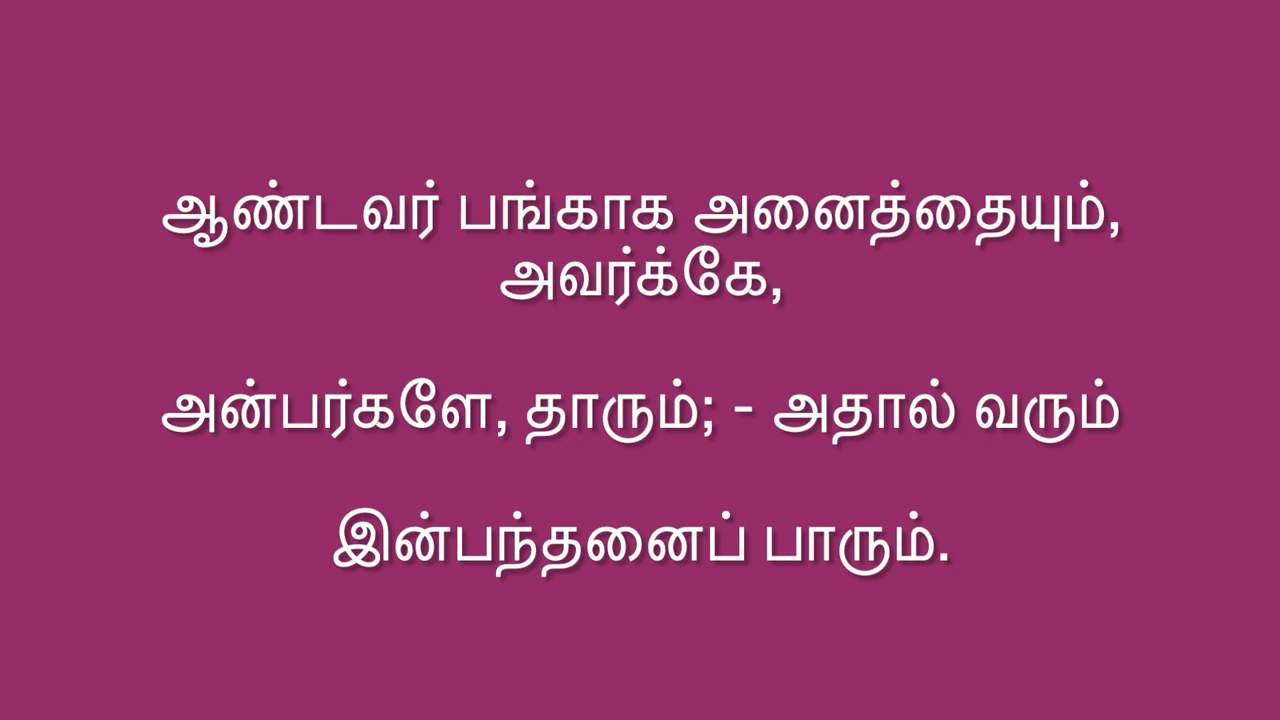 ஆண்டவர் பங்காக அனைத்தையும்,
அவர்க்கே,
அன்பர்களே, தாரும்; - அதால் வரும்
இன்பந்தனைப் பாரும்.